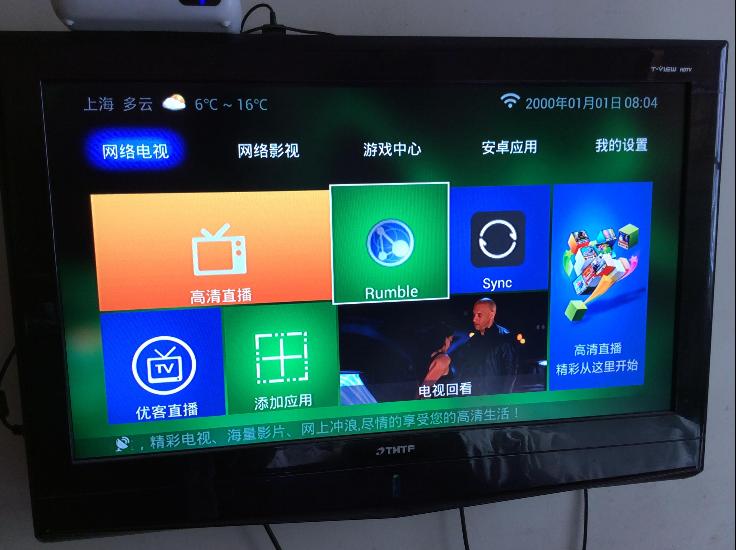 T-VIEW HDTV
上海 多云 6℃ ~ 16℃
2000年01月01日 08:04
网络电视 网络影视 游戏中心 安卓应用 我的设置
高清直播
Rumble
Sync
高清直播
精彩从这里开始
TV
优客直播
添加应用
电视回看
，精彩电视、海量影片、网上冲浪,尽情的享受您的高清生活！
THTF